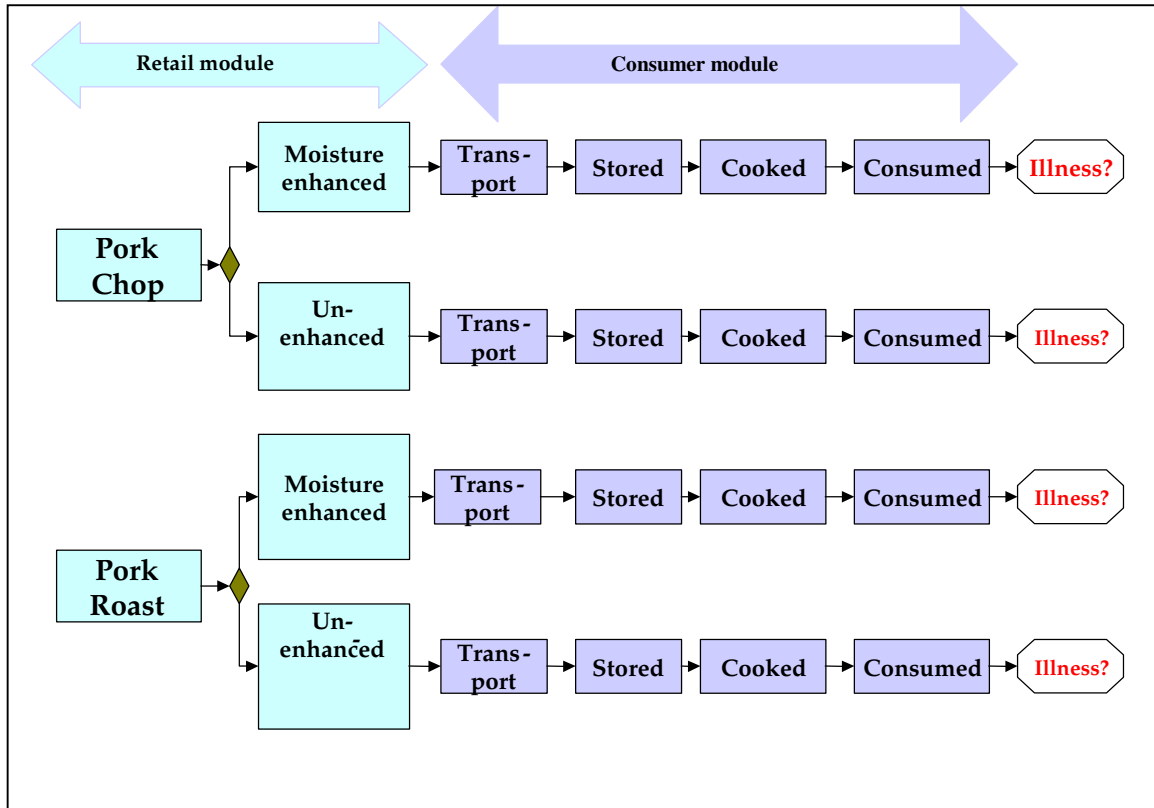 Retail module
Consumer module
Moisture
enhanced
Trans-
port
Stored
Cooked
Consumed
Illness?
Pork
Chop
Un-
enhanced
Trans-
port
Stored
Cooked
Consumed
Illness?
Moisture
enhanced
Trans-
port
Stored
Cooked
Consumed
Illness?
Pork
Roast
Un-
enhanced
Trans-
port
Stored
Cooked
Consumed
Illness?